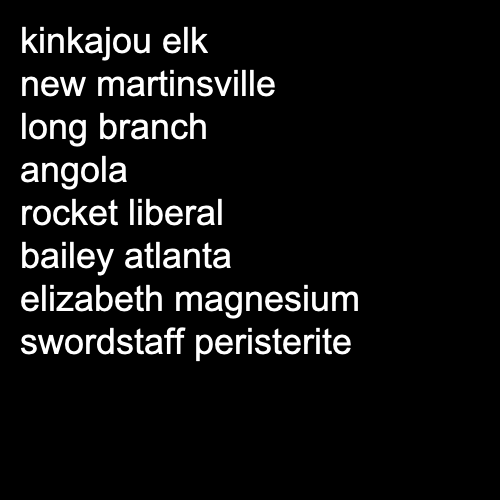 kinkajou elk
new martinsville
long branch
angola
rocket liberal
bailey atlanta
elizabeth magnesium
swordstaff peristerite